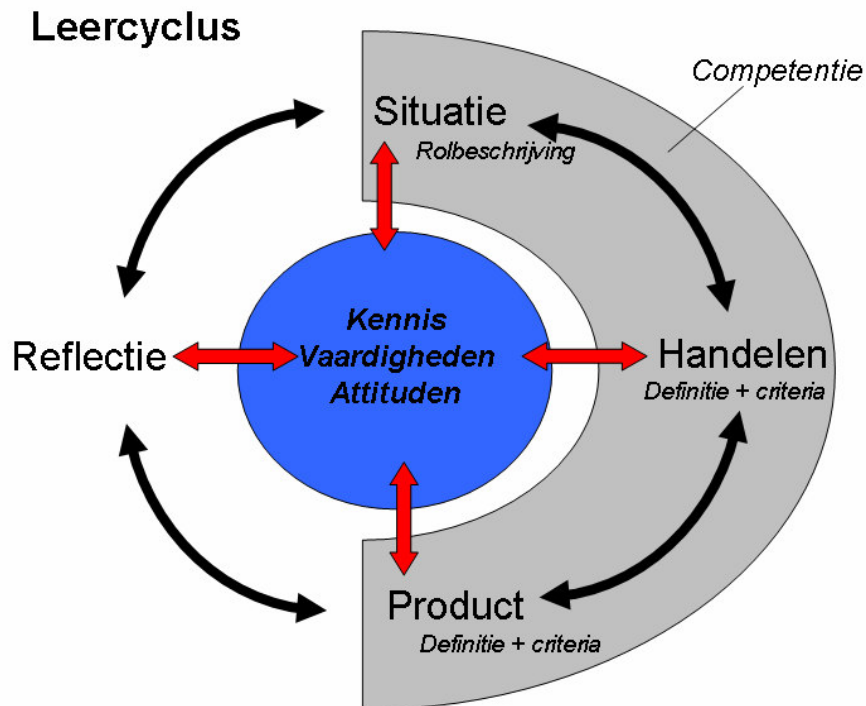 Leercyclus
Competentie
Situatie
Rolbeschrijving
Kennis
Vaardigheden
Attituden
Reflectie
Handelen
Definitie + criteria
Product
Definitie + criteria